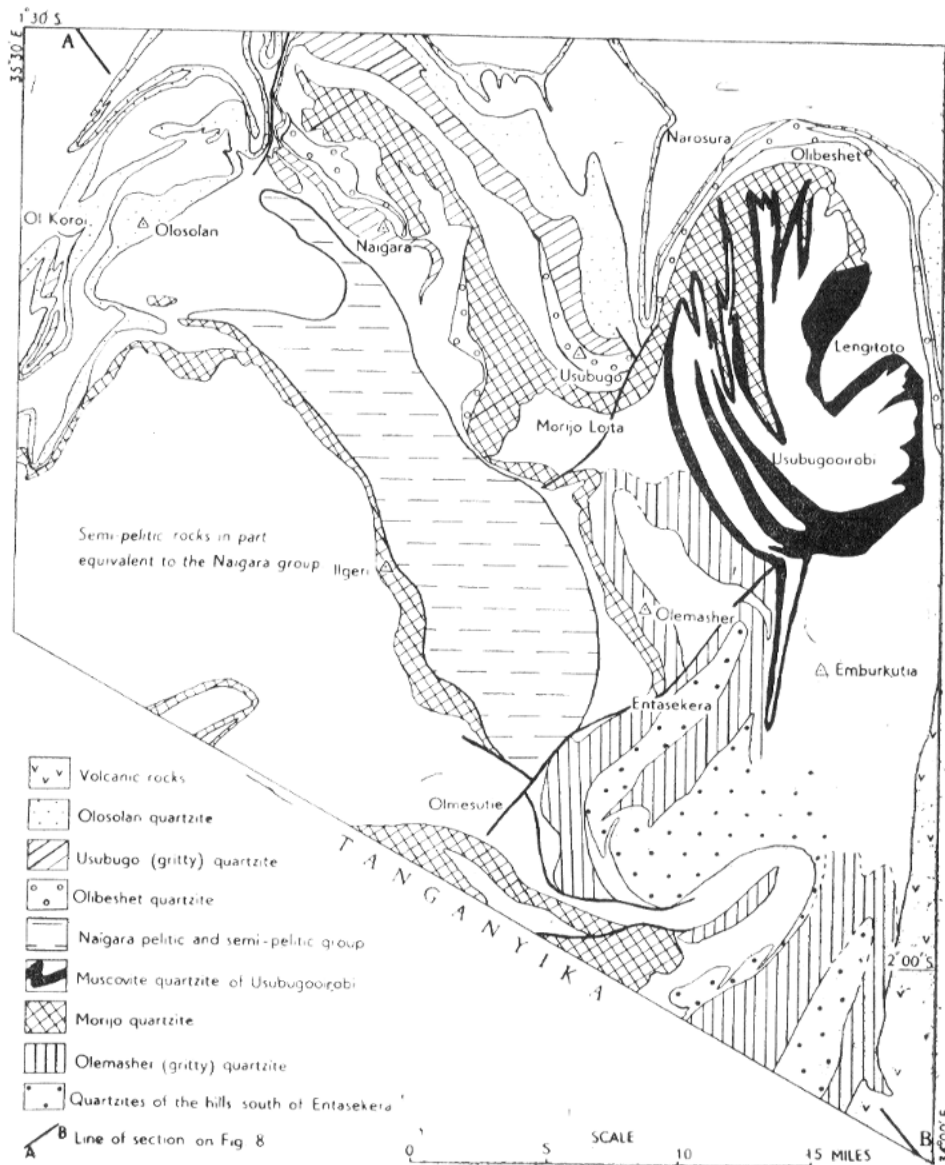 1°30′ S
35°30′ E
A
Narosura
Olibeshet
Ol Koroi
Olosolan
Naigara
Lengitoto
Usubugo
Morijo Loita
Usubugooirobi
Semi-pelitic rocks in part
equivalent to the Naigara group
Ilgeri
Olemasher
Emburkutia
Entasekera
Olmesutie
TANGANYIKA
2°00′S
Volcanic rocks
Olosolan quartzite
Usubugo (gritty) quartzite
Olibeshet quartzite
Naigara pelitic and semi-pelitic group
Muscovite quartzite of Usubugooirobi
Morijo quartzite
Olemasher (gritty) quartzite
Quartzites of the hills south of Entasekera
A B Line of section on Fig 8
SCALE
0 5 10 15 MILES
B